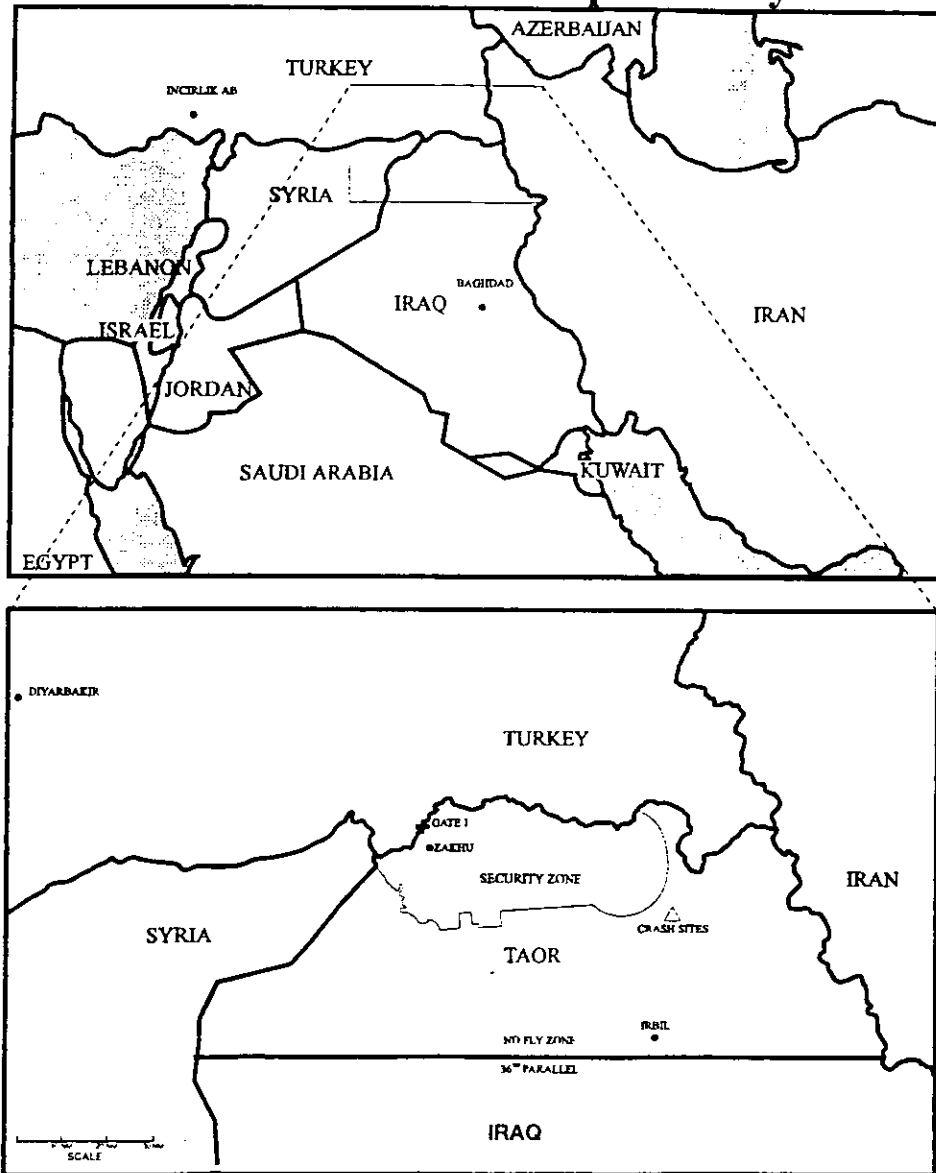 AZERBAIJAN
TURKEY
INCIRLIK AB
SYRIA
LEBANON
BAGHDAD
IRAQ
IRAN
ISRAEL
JORDAN
SAUDI ARABIA
KUWAIT
EGYPT
DIYARBAKIR
TURKEY
GATE 1
ZAKHU
SECURITY ZONE
IRAN
CRASH SITES
SYRIA
TAOR
IRBIL
NO FLY ZONE
36TH PARALLEL
IRAQ
SCALE